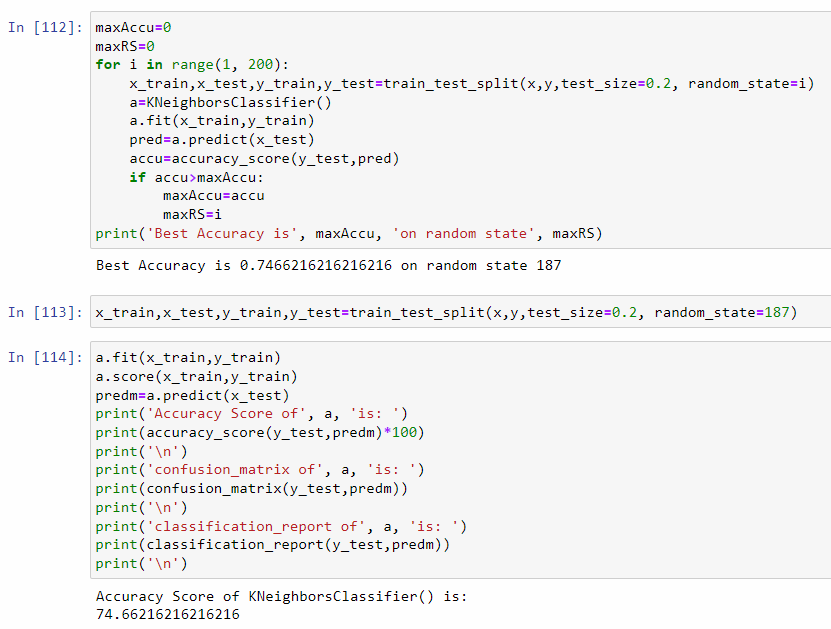 In [112]: maxAccu=0
maxRS=0
for i in range(1, 200):
    x_train,x_test,y_train,y_test=train_test_split(x,y,test_size=0.2, random_state=i)
    a=KNeighborsClassifier()
    a.fit(x_train,y_train)
    pred=a.predict(x_test)
    accu=accuracy_score(y_test,pred)
    if accu>maxAccu:
        maxAccu=accu
        maxRS=i
print('Best Accuracy is', maxAccu, 'on random state', maxRS)
Best Accuracy is 0.7466216216216216 on random state 187
In [113]: x_train,x_test,y_train,y_test=train_test_split(x,y,test_size=0.2, random_state=187)
In [114]: a.fit(x_train,y_train)
a.score(x_train,y_train)
predm=a.predict(x_test)
print('Accuracy Score of', a, 'is: ')
print(accuracy_score(y_test,predm)*100)
print('\n')
print('confusion_matrix of', a, 'is: ')
print(confusion_matrix(y_test,predm))
print('\n')
print('classification_report of', a, 'is: ')
print(classification_report(y_test,predm))
print('\n')
Accuracy Score of KNeighborsClassifier() is:
74.66216216216216